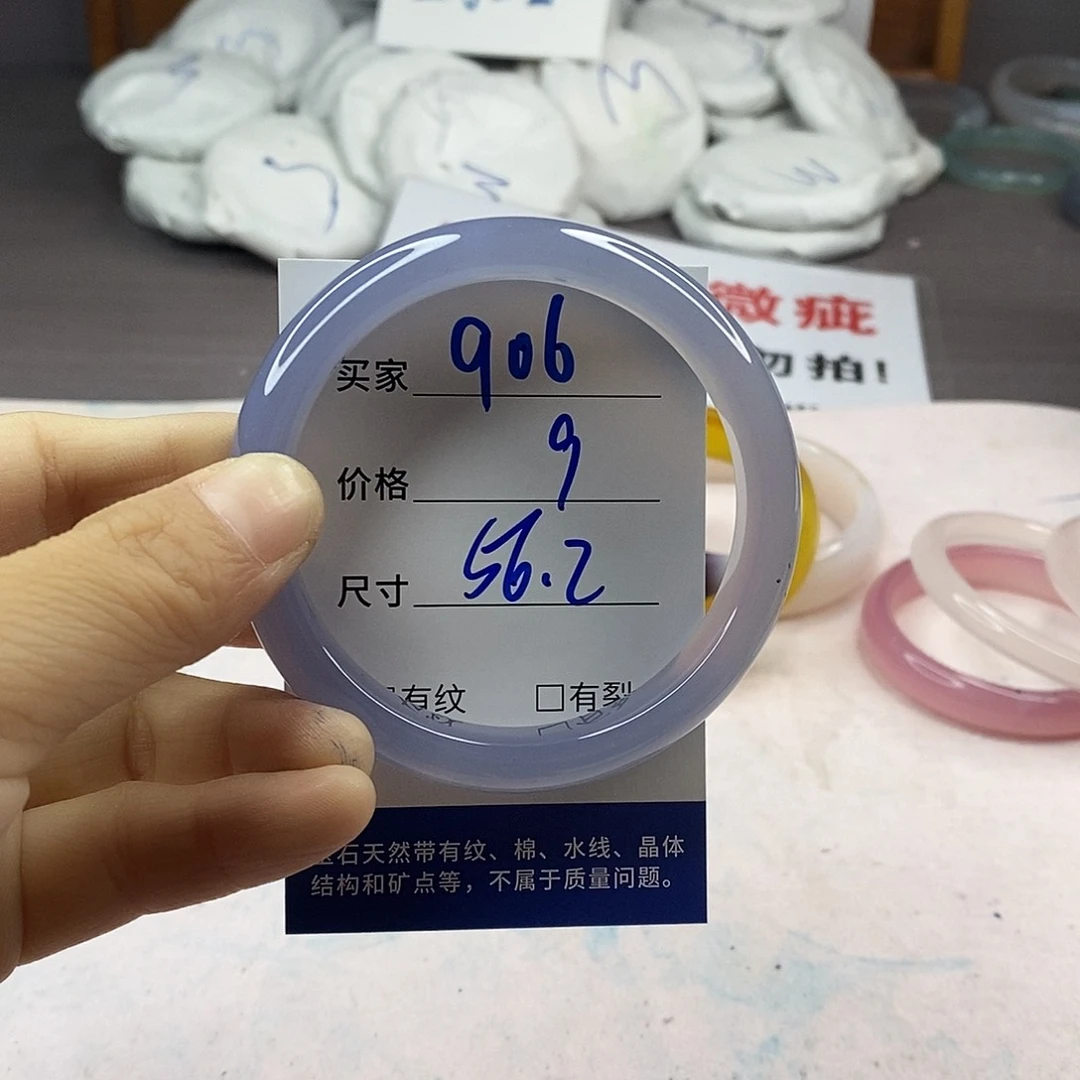 微疵
勿拍！
买家 906
价格 9
尺寸 56.2
有纹 □有裂
玉石天然带有纹、棉、水线、晶体
结构和矿点等，不属于质量问题。